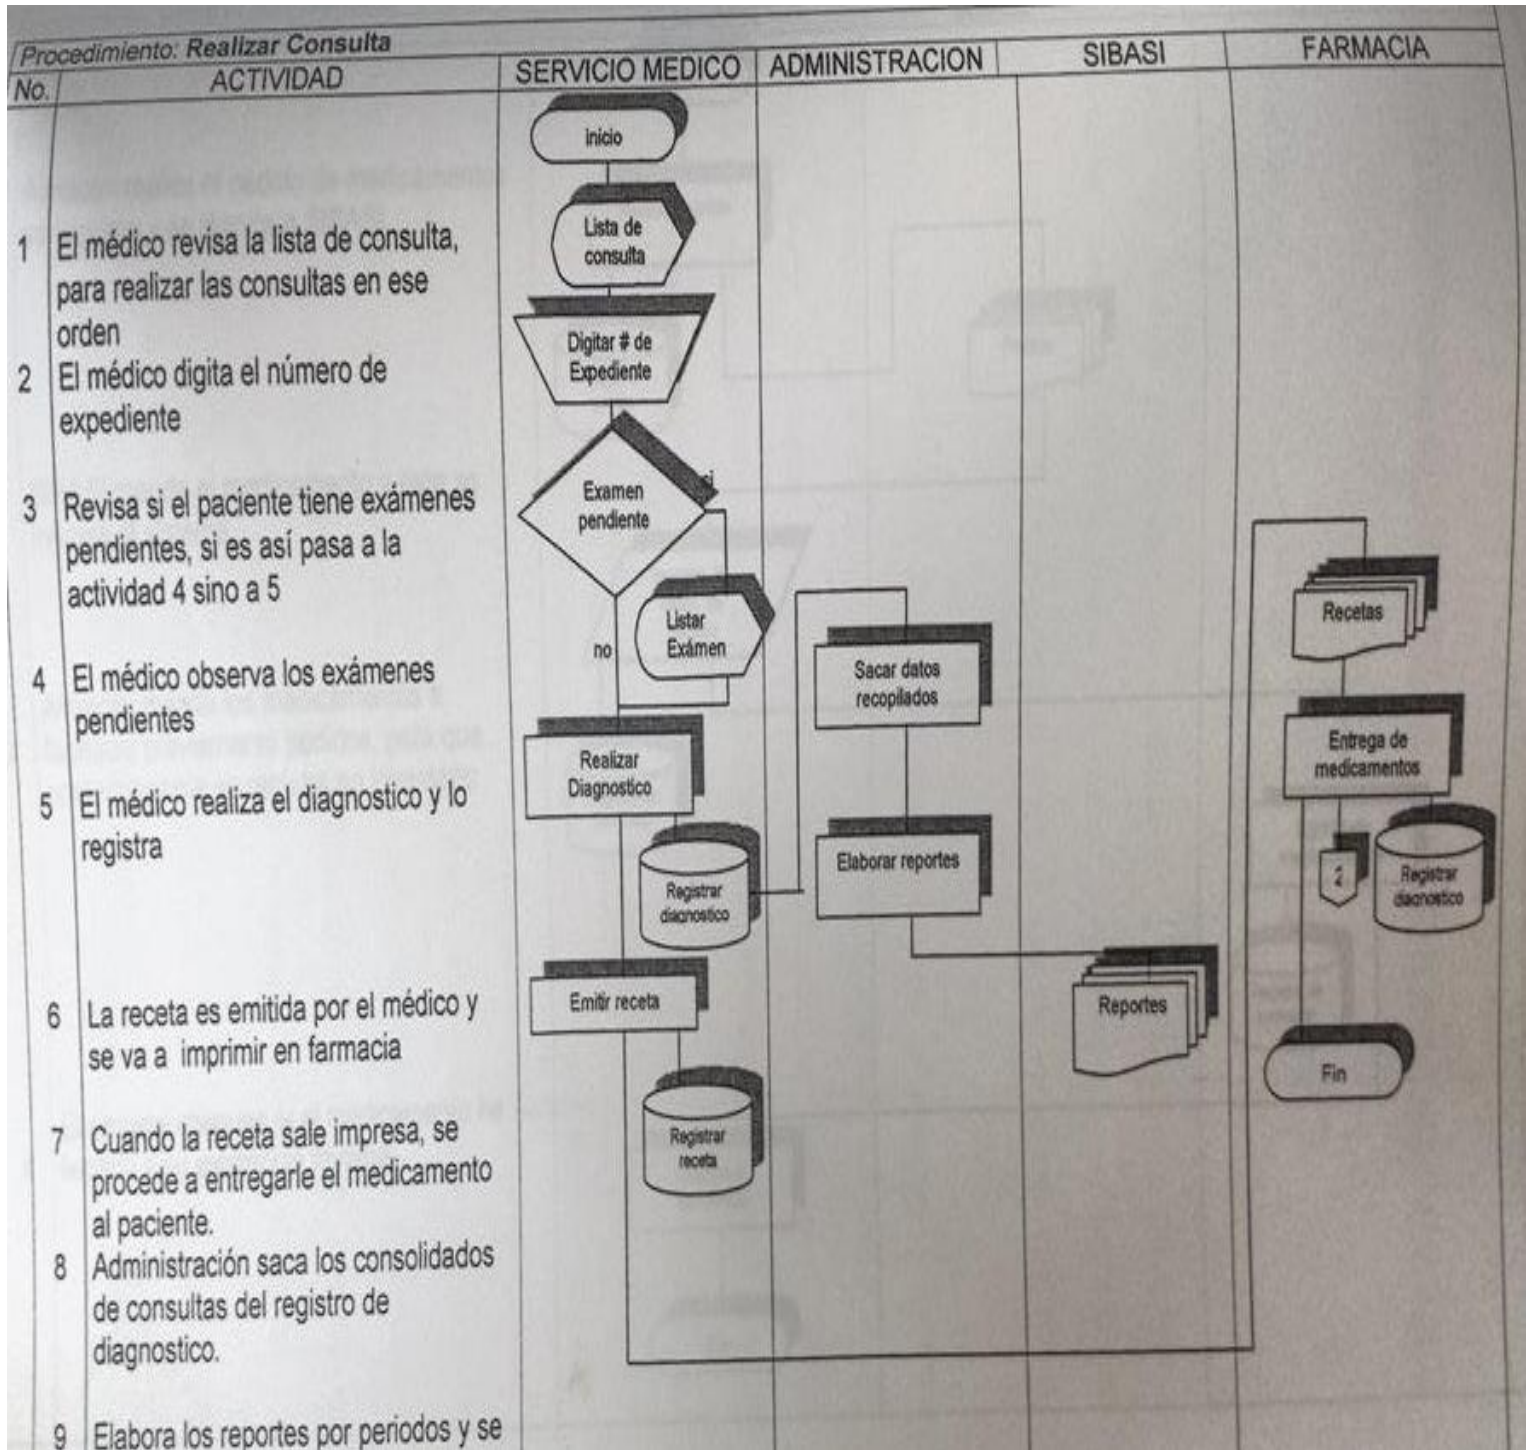 Procedimiento: Realizar Consulta
No. ACTIVIDAD SERVICIO MEDICO ADMINISTRACION SIBASI FARMACIA
1 El médico revisa la lista de consulta,
para realizar las consultas en ese
orden
2 El médico digita el número de
expediente
3 Revisa si el paciente tiene exámenes
pendientes, si es así pasa a la
actividad 4 sino a 5
4 El médico observa los exámenes
pendientes
5 El médico realiza el diagnostico y lo
registra
6 La receta es emitida por el médico y
se va a imprimir en farmacia
7 Cuando la receta sale impresa, se
procede a entregarle el medicamento
al paciente.
8 Administración saca los consolidados
de consultas del registro de
diagnostico.
9 Elabora los reportes por periodos y se
Inicio
Lista de
consulta
Digitar # de
Expediente
Examen
pendiente
si
no
Listar
Exámen
Realizar
Diagnostico
Registrar
diagnostico
Emitir receta
Registrar
receta
Sacar datos
recopilados
Elaborar reportes
Reportes
Recetas
Entrega de
medicamentos
2
Registrar
diagnostico
Fin